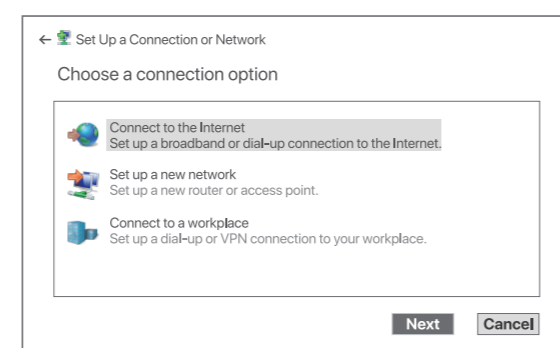 Set Up a Connection or Network
Choose a connection option
Connect to the Internet
Set up a broadband or dial-up connection to the Internet.
Set up a new network
Set up a new router or access point.
Connect to a workplace
Set up a dial-up or VPN connection to your workplace.
Next Cancel